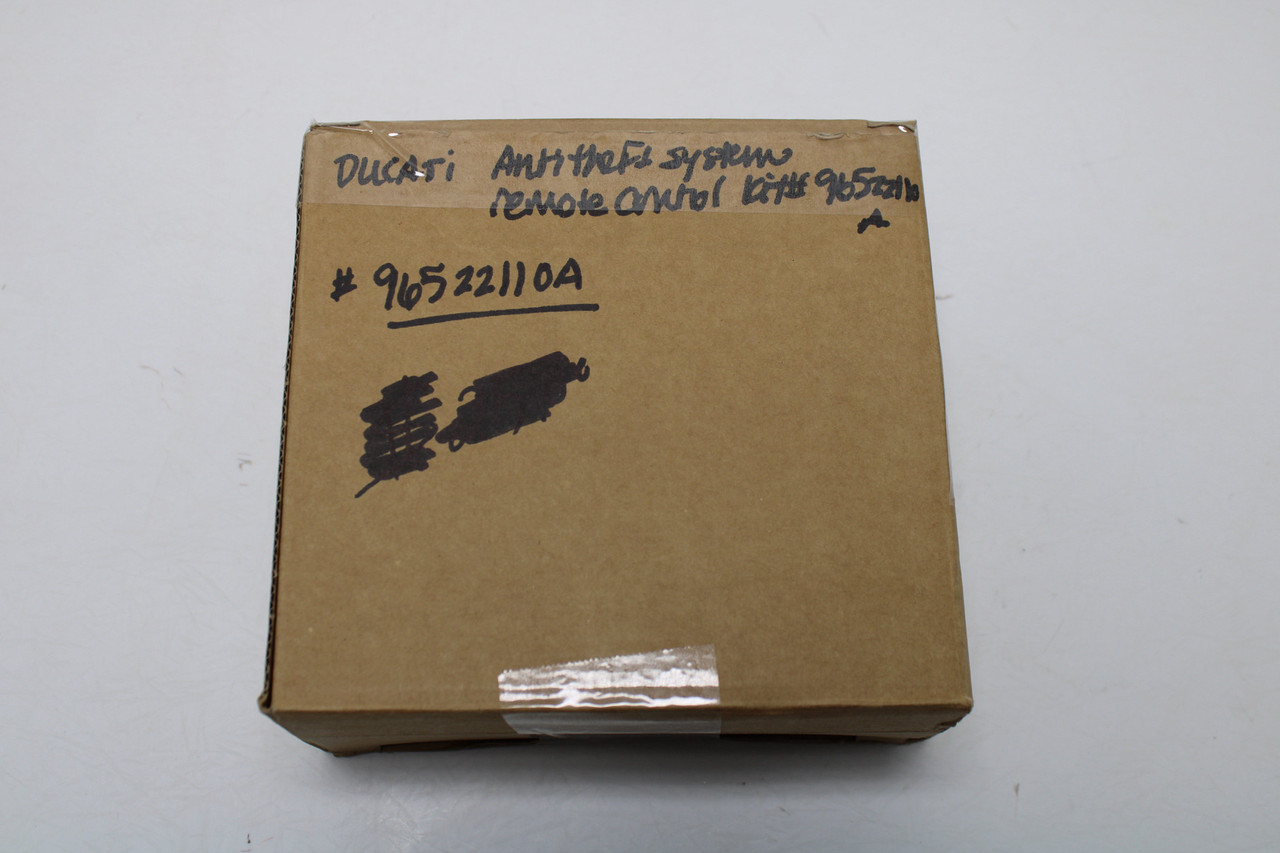 DUCATi Antitheft system
remote control Kit# 96522110
A
# 96522110A